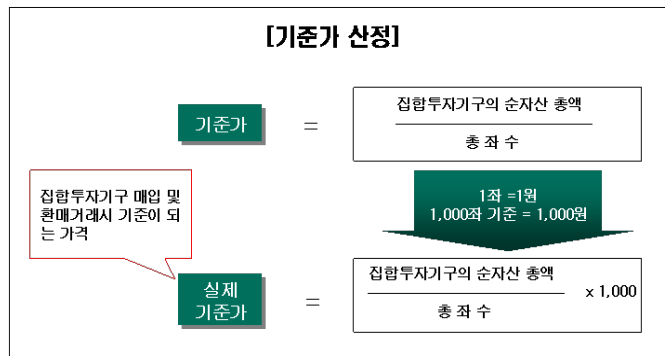 [기준가 산정]
기준가
=
집합투자기구의 순자산 총액
총 좌 수
집합투자기구 매입 및
환매거래시 기준이 되
는 가격
1좌 =1원
1,000좌 기준 = 1,000원
실제
기준가
=
집합투자기구의 순자산 총액
총 좌 수
x 1,000